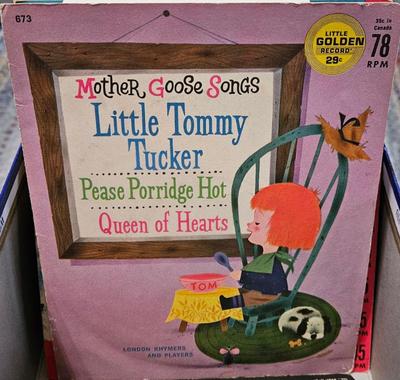 673
35c in
Canada
LITTLE
GOLDEN
RECORD
29c
78
RPM
Mother Goose Songs
Little Tommy
Tucker
Pease Porridge Hot
Queen of Hearts
TOM
LONDON RHYMERS
AND PLAYERS